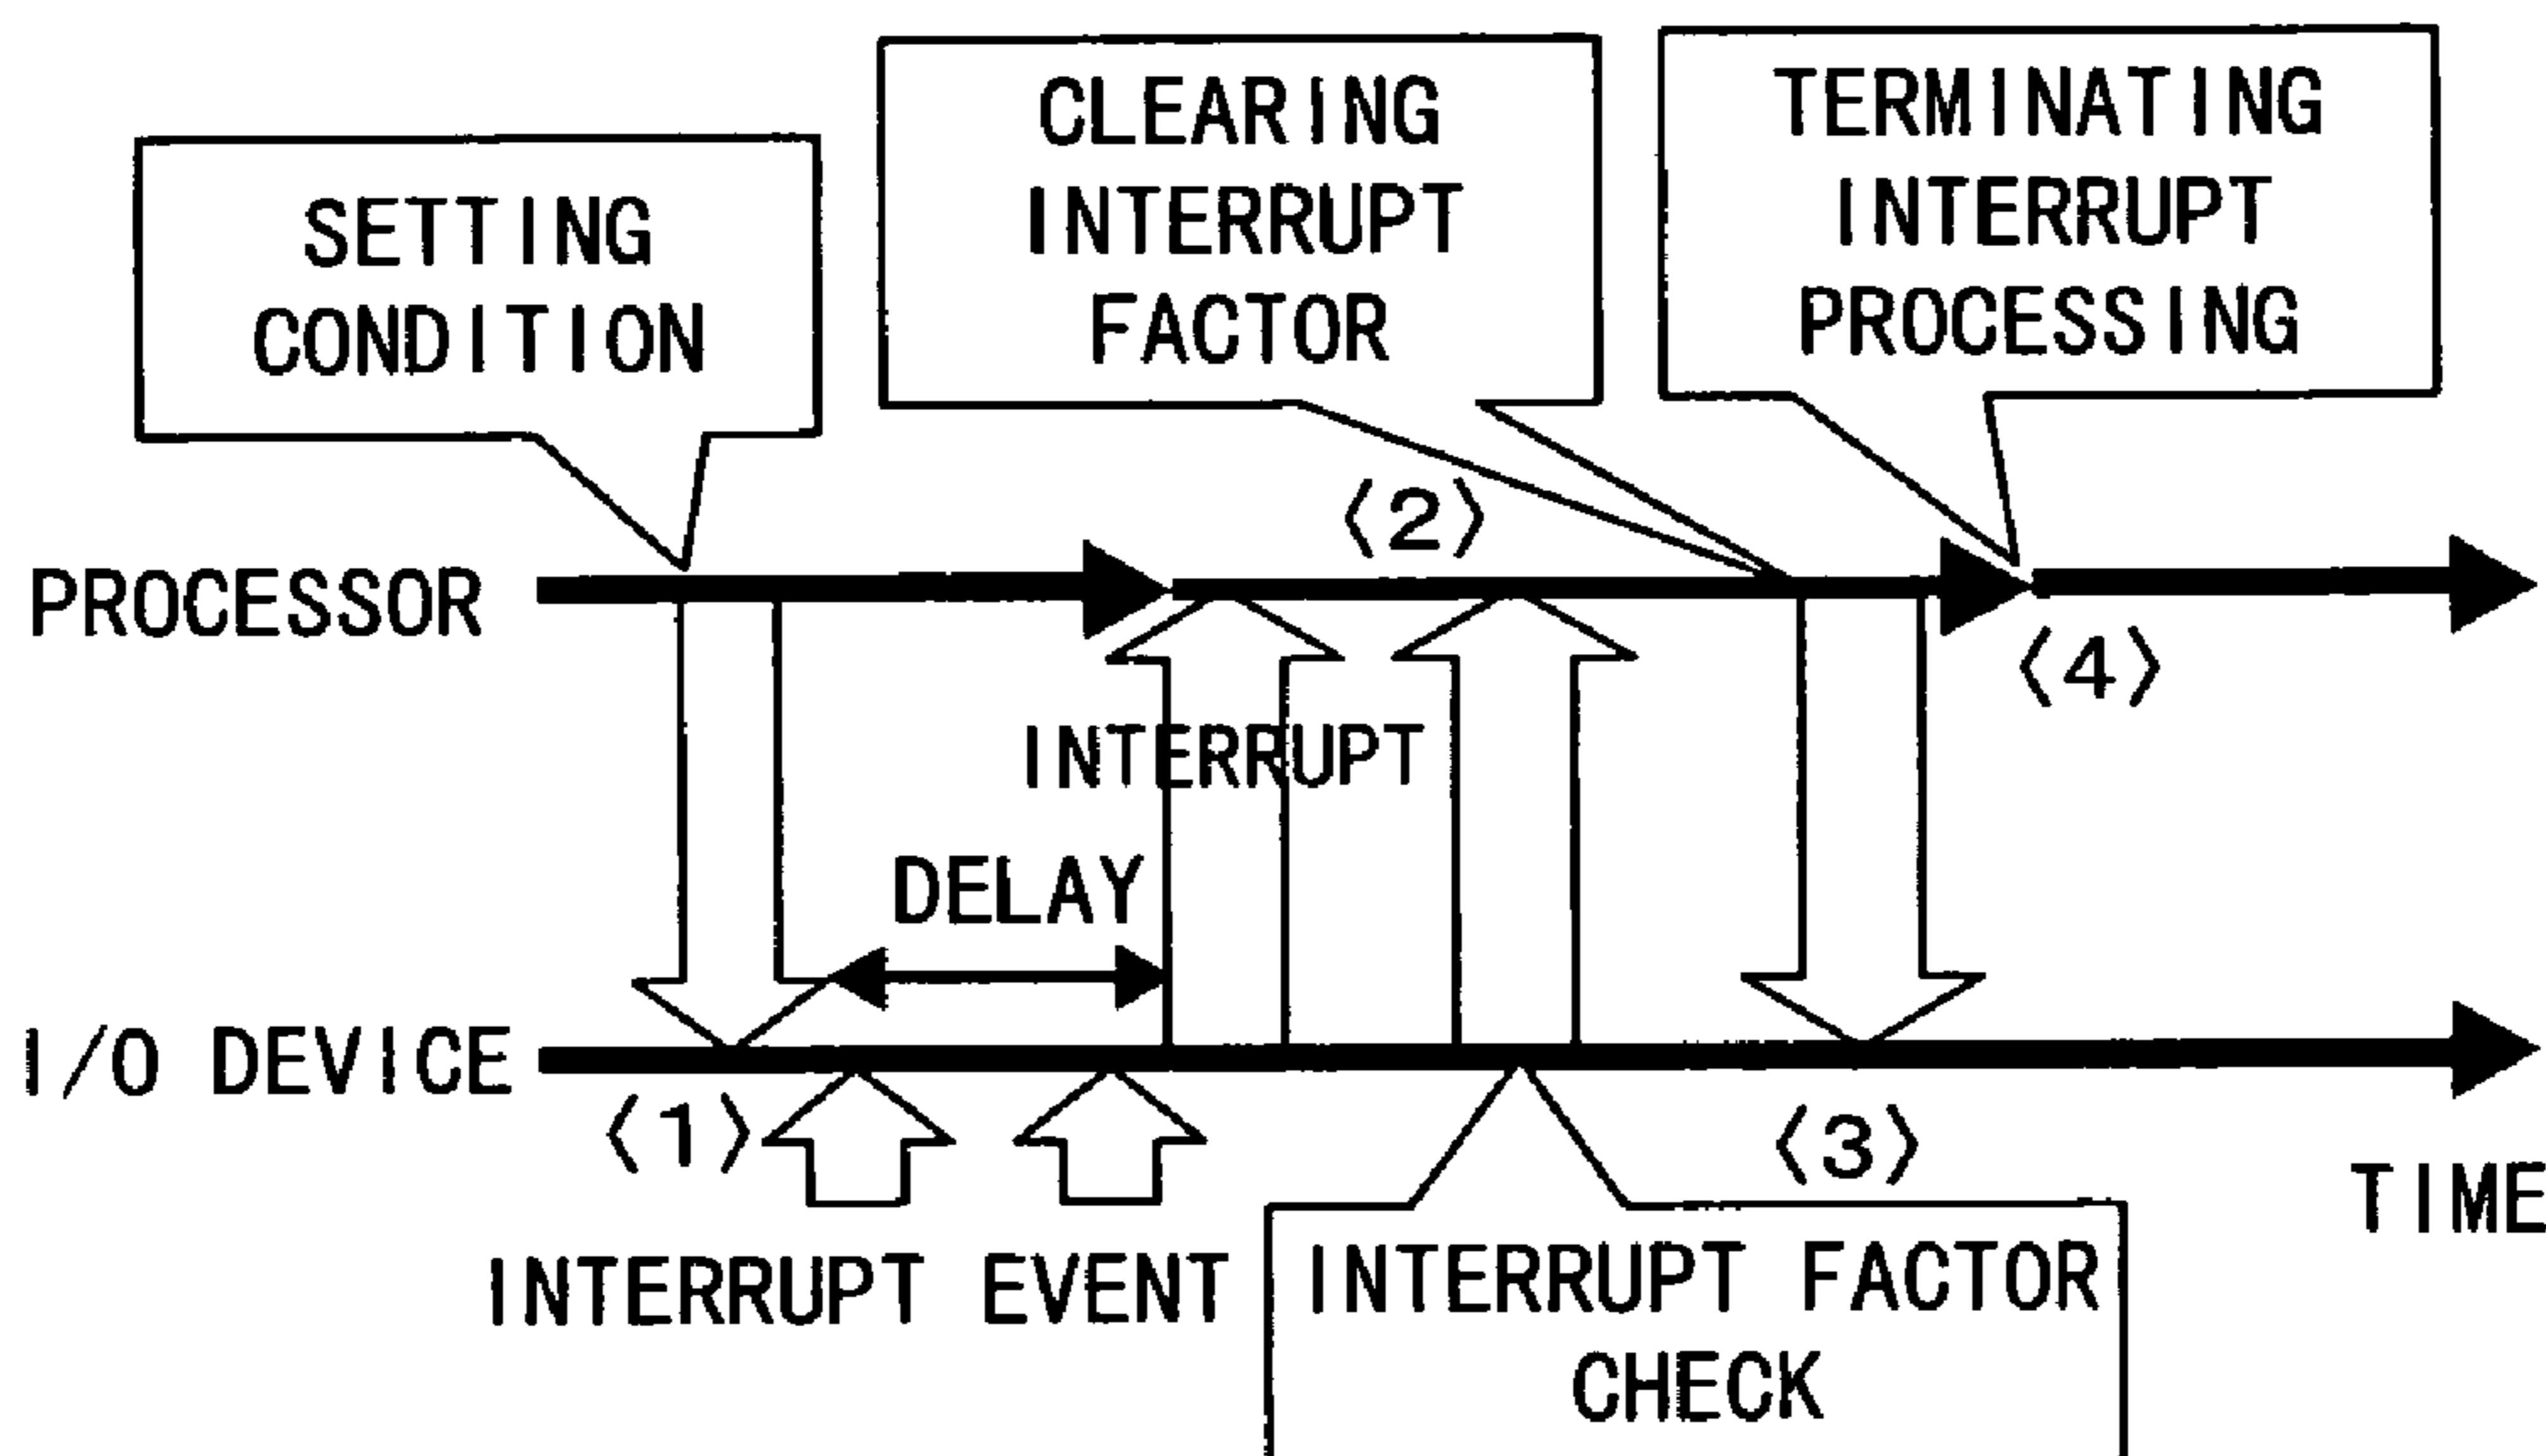 SETTING
CONDITION
CLEARING
INTERRUPT
FACTOR
TERMINATING
INTERRUPT
PROCESSING
〈2〉
PROCESSOR
〈4〉
INTERRUPT
DELAY
I/O DEVICE
〈1〉
〈3〉
TIME
INTERRUPT EVENT
INTERRUPT FACTOR
CHECK